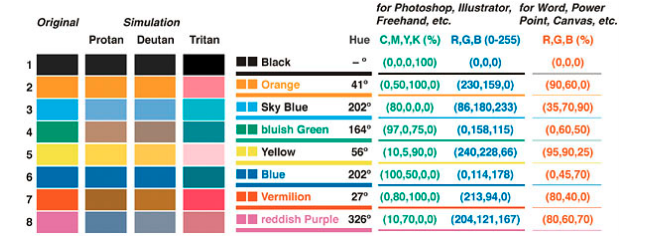 for Photoshop, Illustrator, for Word, Power
Original Simulation Freehand, etc. Point, Canvas, etc.
Protan Deutan Tritan Hue C,M,Y,K (%) R,G,B (0-255) R,G,B (%)
1 Black – º (0,0,0,100) (0,0,0) (0,0,0)
2 Orange 41º (0,50,100,0) (230,159,0) (90,60,0)
3 Sky Blue 202º (80,0,0,0) (86,180,233) (35,70,90)
4 bluish Green 164º (97,0,75,0) (0,158,115) (0,60,50)
5 Yellow 56º (10,5,90,0) (240,228,66) (95,90,25)
6 Blue 202º (100,50,0,0) (0,114,178) (0,45,70)
7 Vermilion 27º (0,80,100,0) (213,94,0) (80,40,0)
8 reddish Purple 326º (10,70,0,0) (204,121,167) (80,60,70)